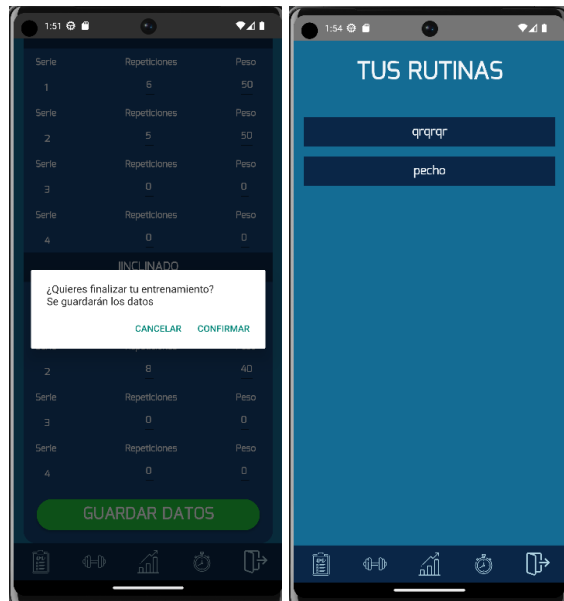 1:51
Serie Repeticiones Peso
1 6 50
Serie Repeticiones Peso
2 5 50
Serie Repeticiones Peso
3 0 0
Serie Repeticiones Peso
4 0 0
IINCLINADO
¿Quieres finalizar tu entrenamiento?
Se guardarán los datos
CANCELAR CONFIRMAR
2 8 40
Serie Repeticiones Peso
3 0 0
Serie Repeticiones Peso
4 0 0
GUARDAR DATOS
1:54
TUS RUTINAS
qrqrqr
pecho